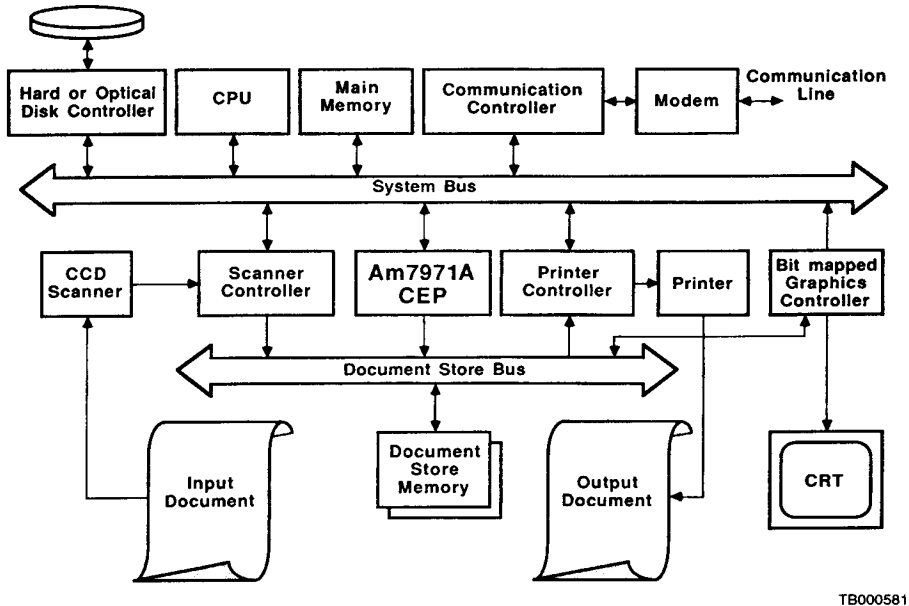 Hard or Optical
Disk Controller
CPU
Main
Memory
Communication
Controller
Modem
Communication
Line
System Bus
CCD
Scanner
Scanner
Controller
Am7971A
CEP
Printer
Controller
Printer
Bit mapped
Graphics
Controller
Document Store Bus
Input
Document
Document
Store
Memory
Output
Document
CRT
TB000581